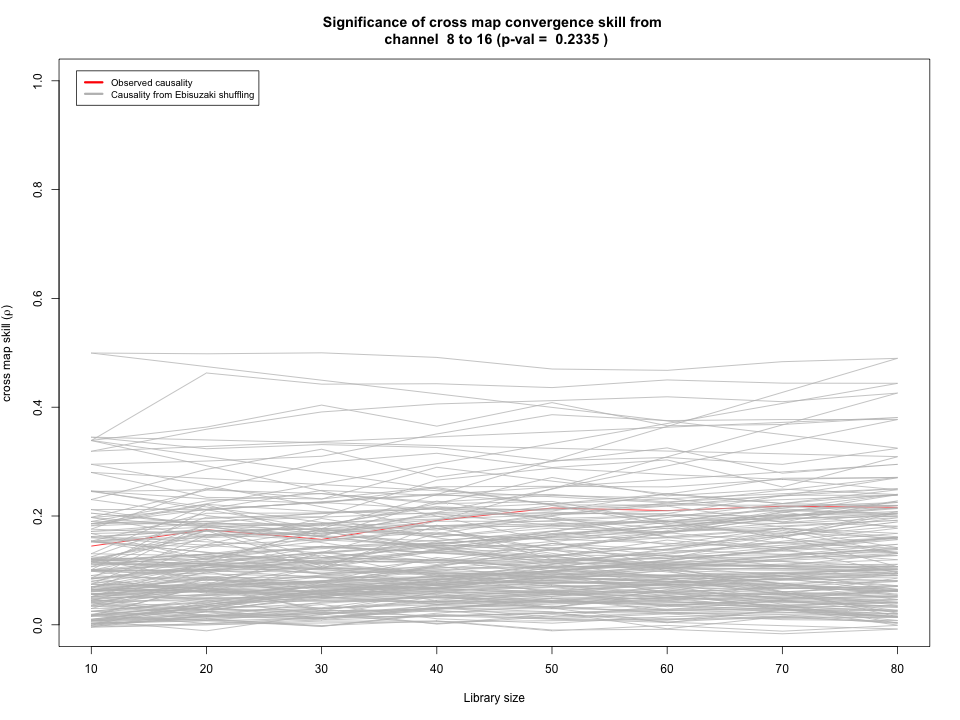 Significance of cross map convergence skill from
channel  8 to 16 (p-val =  0.2335 )
Observed causality
Causality from Ebisuzaki shuffling
cross map skill (ρ)
1.0
0.8
0.6
0.4
0.2
0.0
10 20 30 40 50 60 70 80
Library size